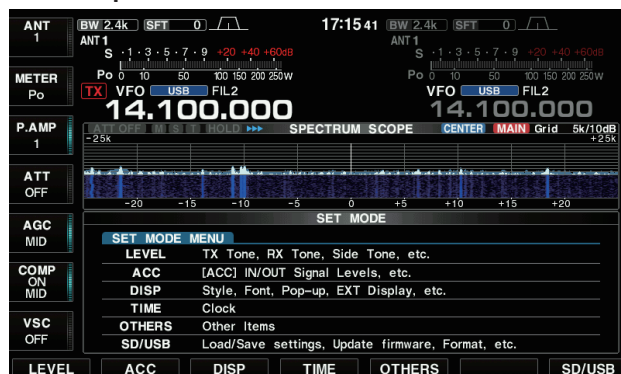 ANT
1
BW 2.4k SFT 0
17:15 41
BW 2.4k SFT 0
ANT 1
ANT 1
S ·1·3·5·7·9 +20 +40 +60dB
S ·1·3·5·7·9 +20 +40 +60dB
Po 0 10 50 100 150 200 250W
Po 0 10 50 100 150 200 250W
METER
Po
TX VFO USB FIL2
VFO USB FIL2
14.100.000
14.100.000
P.AMP
1
ATT OFF M S T HOLD SPECTRUM SCOPE CENTER MAIN Grid 5k/10dB
-25k +25k
-20 -15 -10 -5 0 +5 +10 +15 +20
ATT
OFF
AGC
MID
COMP
ON
MID
VSC
OFF
SET MODE
SET MODE MENU
LEVEL TX Tone, RX Tone, Side Tone, etc.
ACC [ACC] IN/OUT Signal Levels, etc.
DISP Style, Font, Pop-up, EXT Display, etc.
TIME Clock
OTHERS Other Items
SD/USB Load/Save settings, Update firmware, Format, etc.
LEVEL ACC DISP TIME OTHERS SD/USB